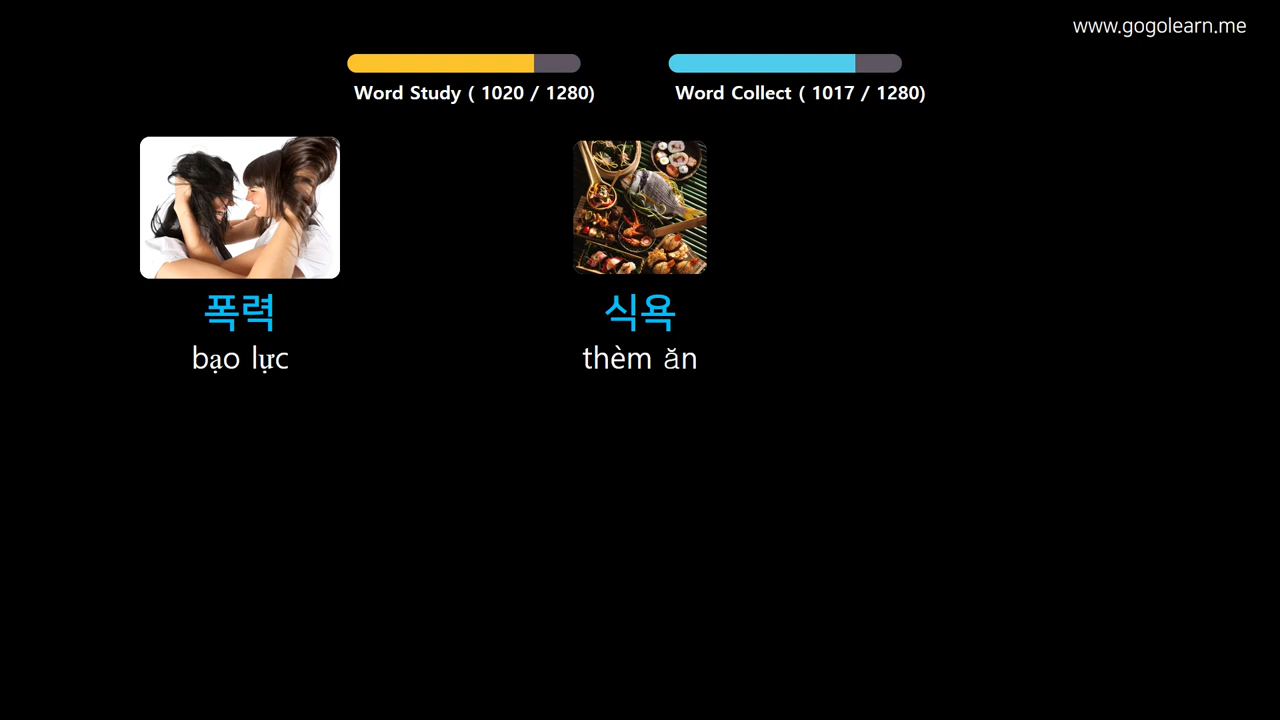 www.gogolearn.me
Word Study ( 1020 / 1280)
Word Collect ( 1017 / 1280)
폭력
bạo lực
식욕
thèm ăn